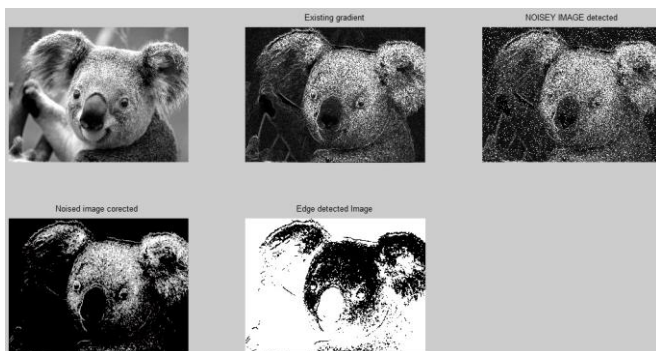 Existing gradient
NOISEY IMAGE detected
Noised image corected
Edge detected Image